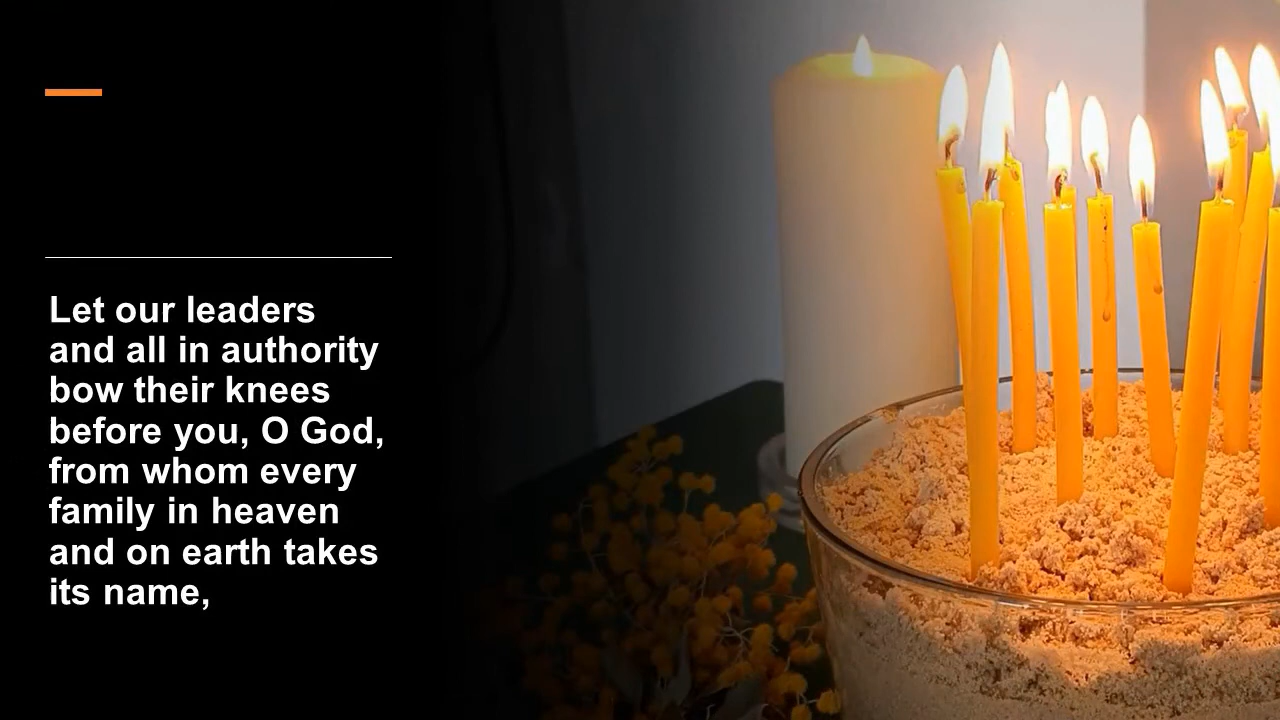 Let our leaders
and all in authority
bow their knees
before you, O God,
from whom every
family in heaven
and on earth takes
its name,